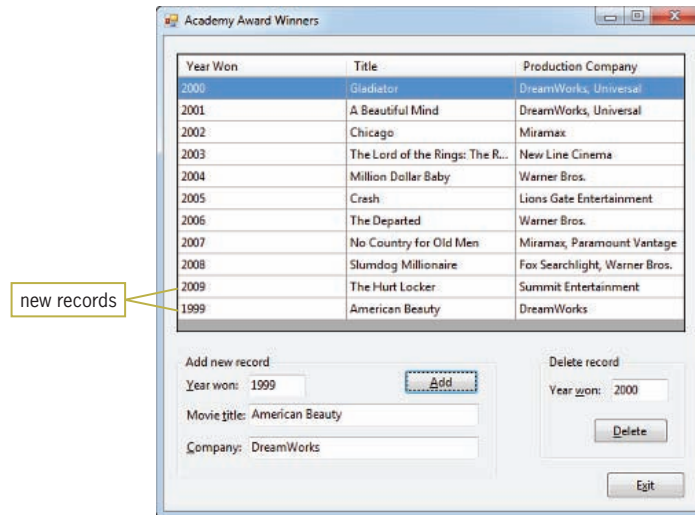 Academy Award Winners
Year Won Title Production Company
2000 Gladiator DreamWorks, Universal
2001 A Beautiful Mind DreamWorks, Universal
2002 Chicago Miramax
2003 The Lord of the Rings: The R... New Line Cinema
2004 Million Dollar Baby Warner Bros.
2005 Crash Lions Gate Entertainment
2006 The Departed Warner Bros.
2007 No Country for Old Men Miramax, Paramount Vantage
2008 Slumdog Millionaire Fox Searchlight, Warner Bros.
2009 The Hurt Locker Summit Entertainment
1999 American Beauty DreamWorks
new records
Add new record
Year won: 1999 Add
Movie title: American Beauty
Company: DreamWorks
Delete record
Year won: 2000
Delete
Exit